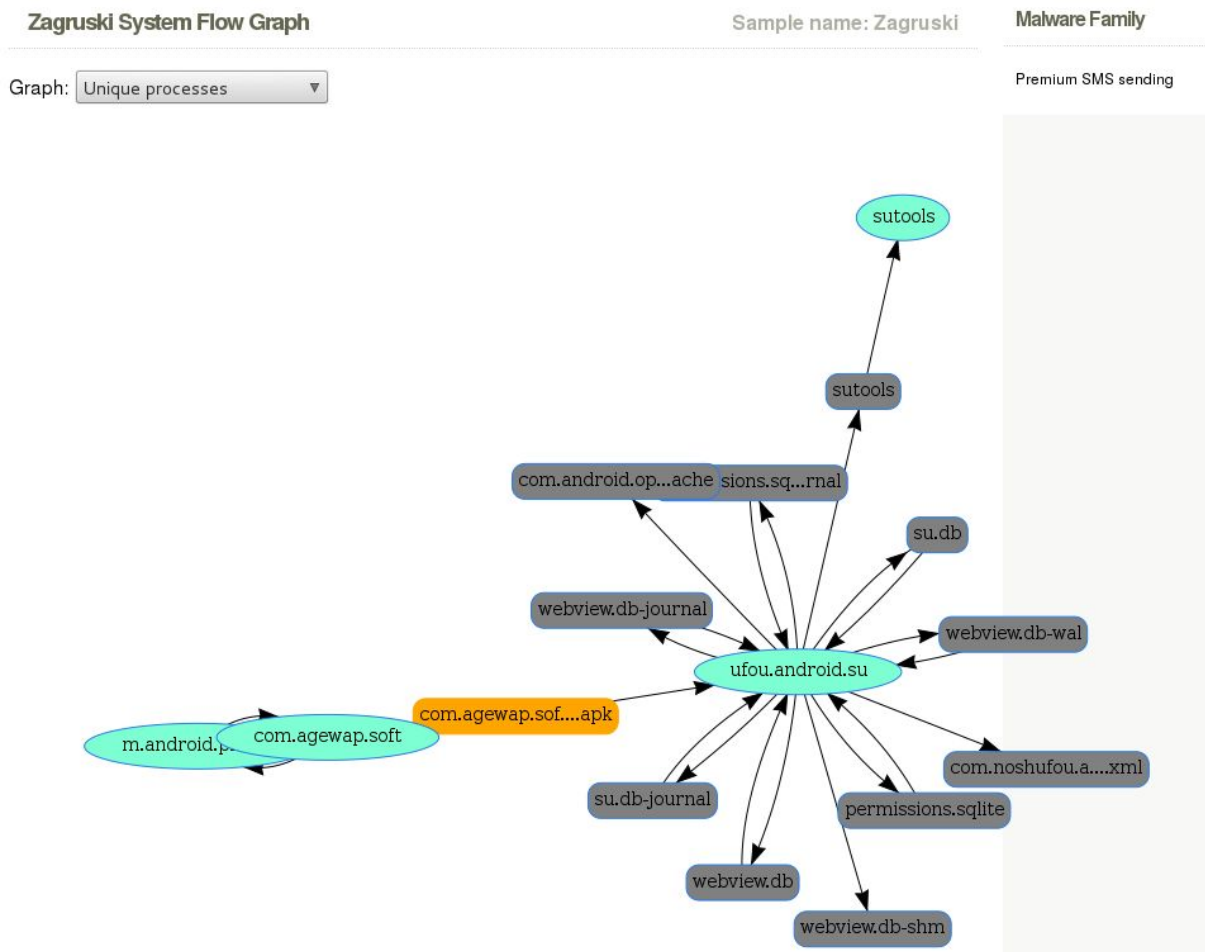 Zagruski System Flow Graph
Sample name: Zagruski
Malware Family
Graph: Unique processes
Premium SMS sending
sutools
sutools
com.android.op...ache
sions.sq...rnal
su.db
webview.db-journal
webview.db-wal
ufou.android.su
com.agewap.sof....apk
m.android.p
com.agewap.soft
com.noshufou.a....xml
su.db-journal
permissions.sqlite
webview.db
webview.db-shm